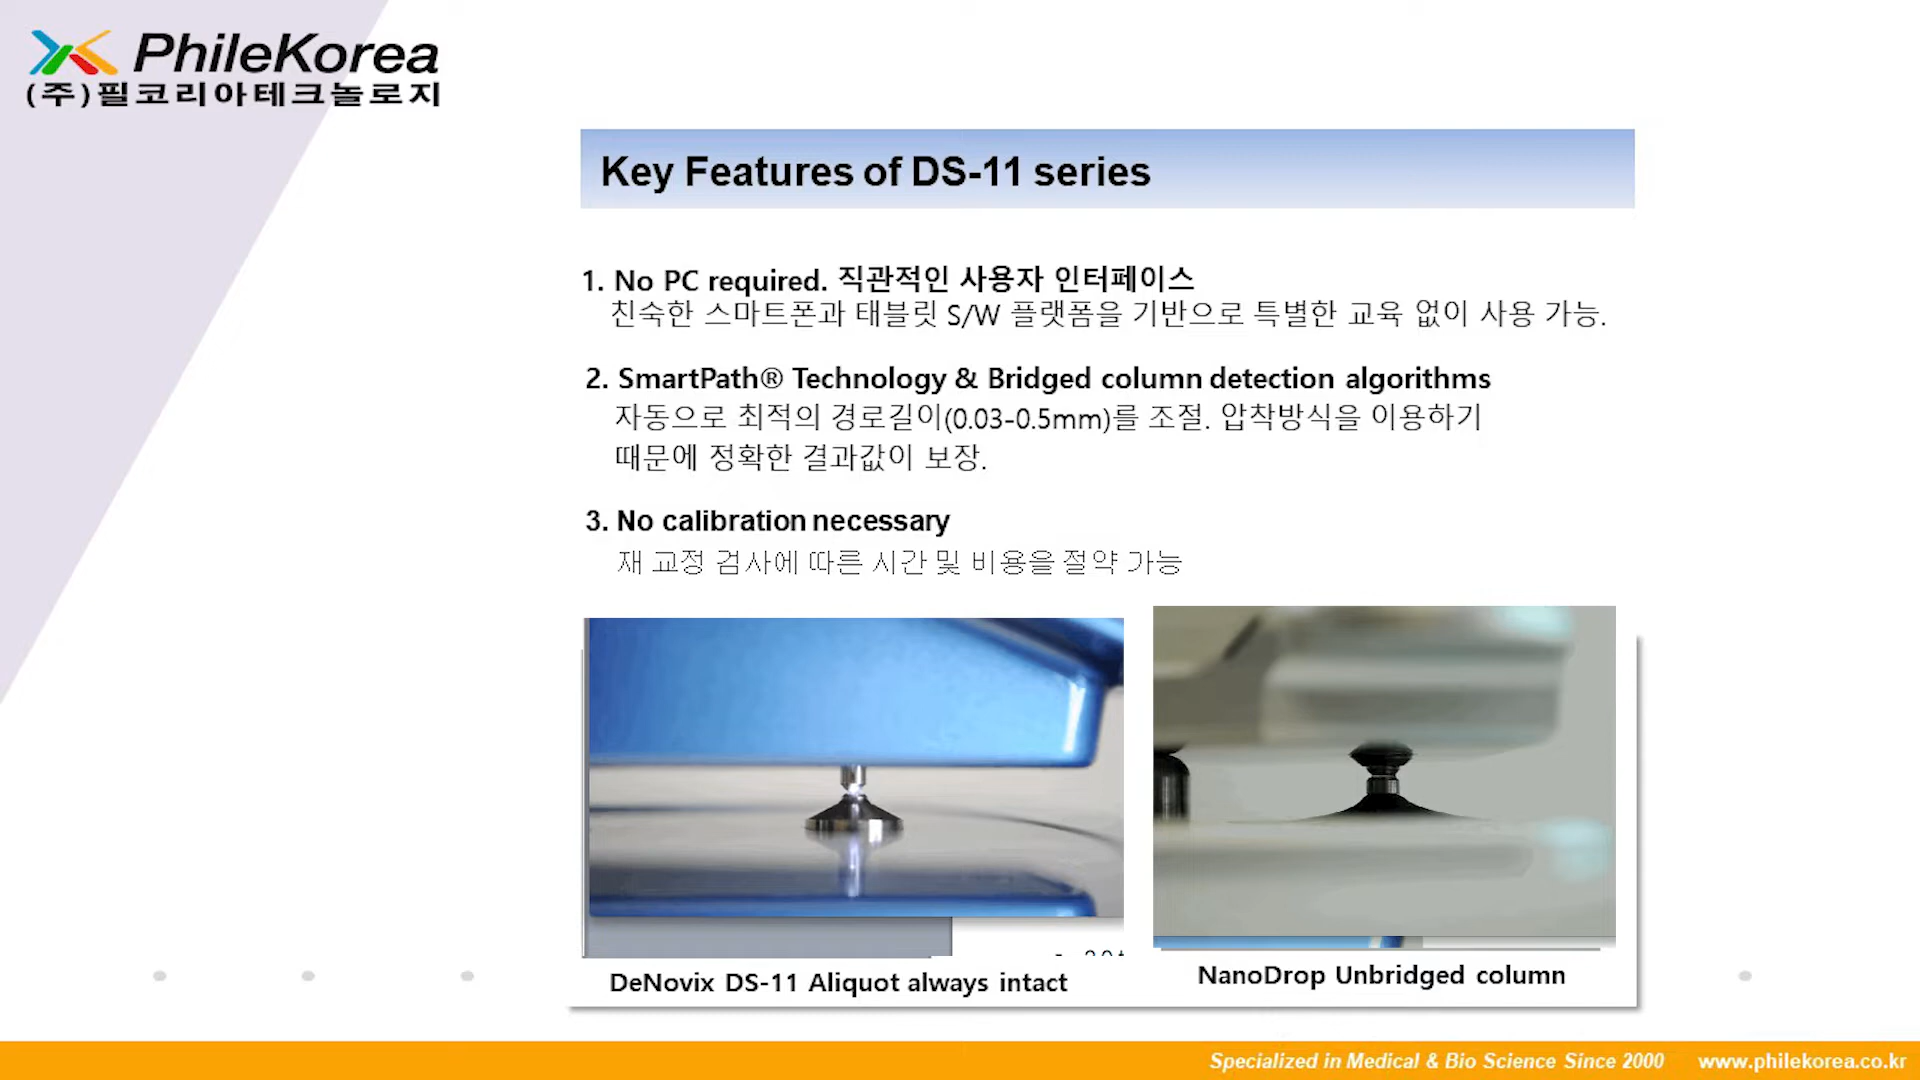 PhileKorea
(주)필코리아테크놀로지
Key Features of DS-11 series
1. No PC required. 직관적인 사용자 인터페이스
친숙한 스마트폰과 태블릿 S/W 플랫폼을 기반으로 특별한 교육 없이 사용 가능.
2. SmartPath® Technology & Bridged column detection algorithms
자동으로 최적의 경로길이(0.03-0.5mm)를 조절. 압착방식을 이용하기
때문에 정확한 결과값이 보장.
3. No calibration necessary
재 교정 검사에 따른 시간 및 비용을 절약 가능
DeNovix DS-11 Aliquot always intact
NanoDrop Unbridged column
Specialized in Medical & Bio Science Since 2000
www.philekorea.co.kr